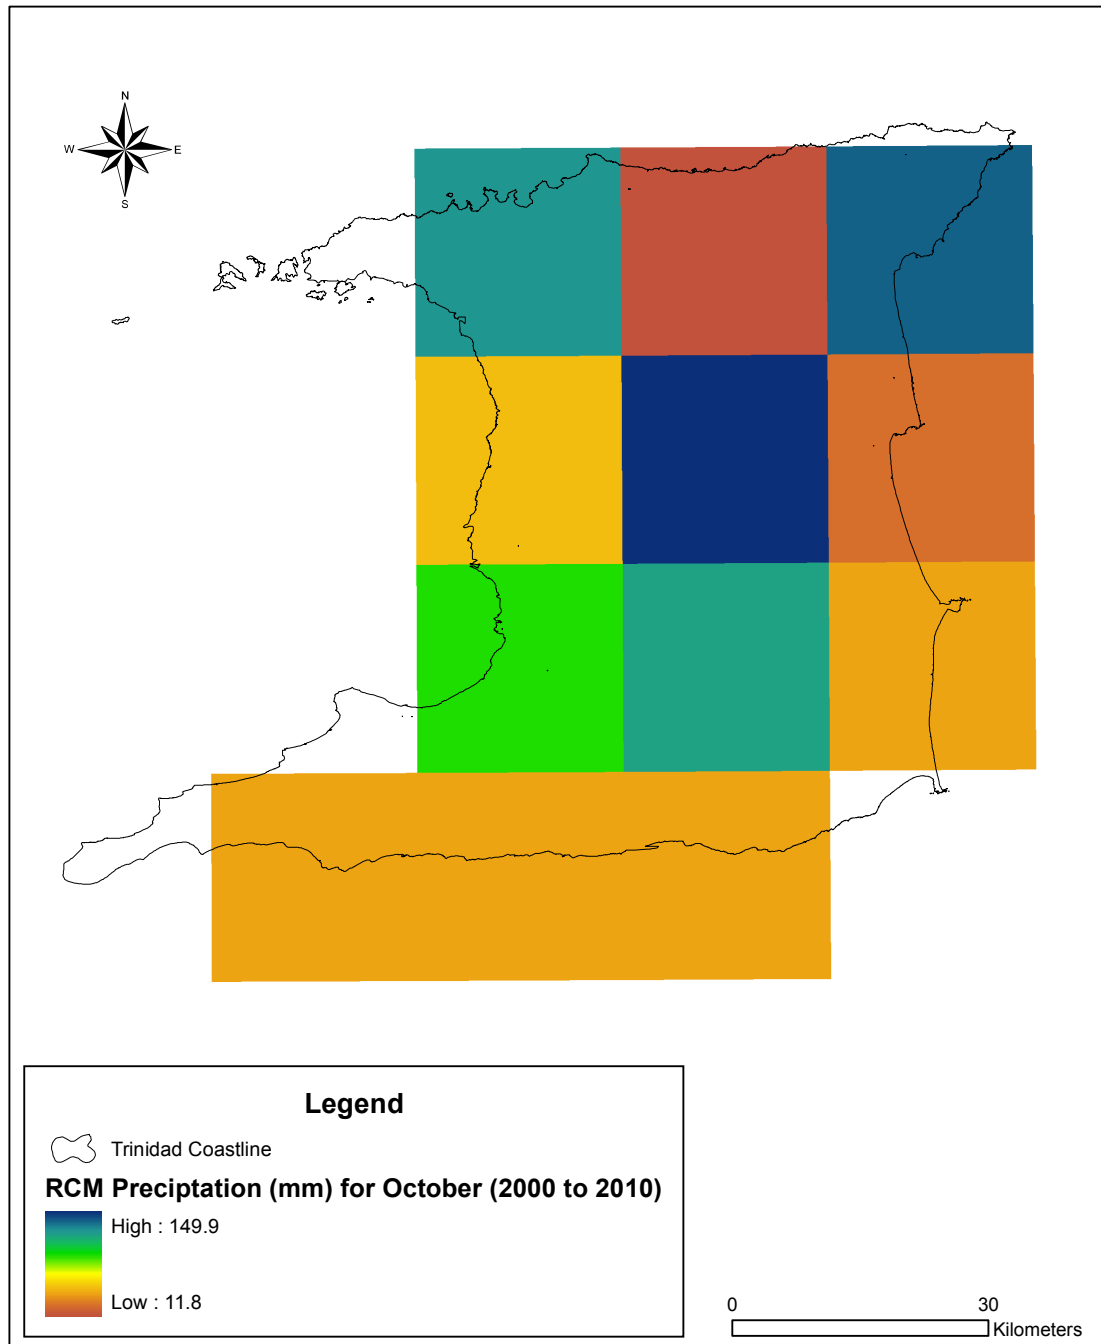 N
W E
S
Legend
Trinidad Coastline
RCM Preciptation (mm) for October (2000 to 2010)
High : 149.9
Low : 11.8
0 30
Kilometers